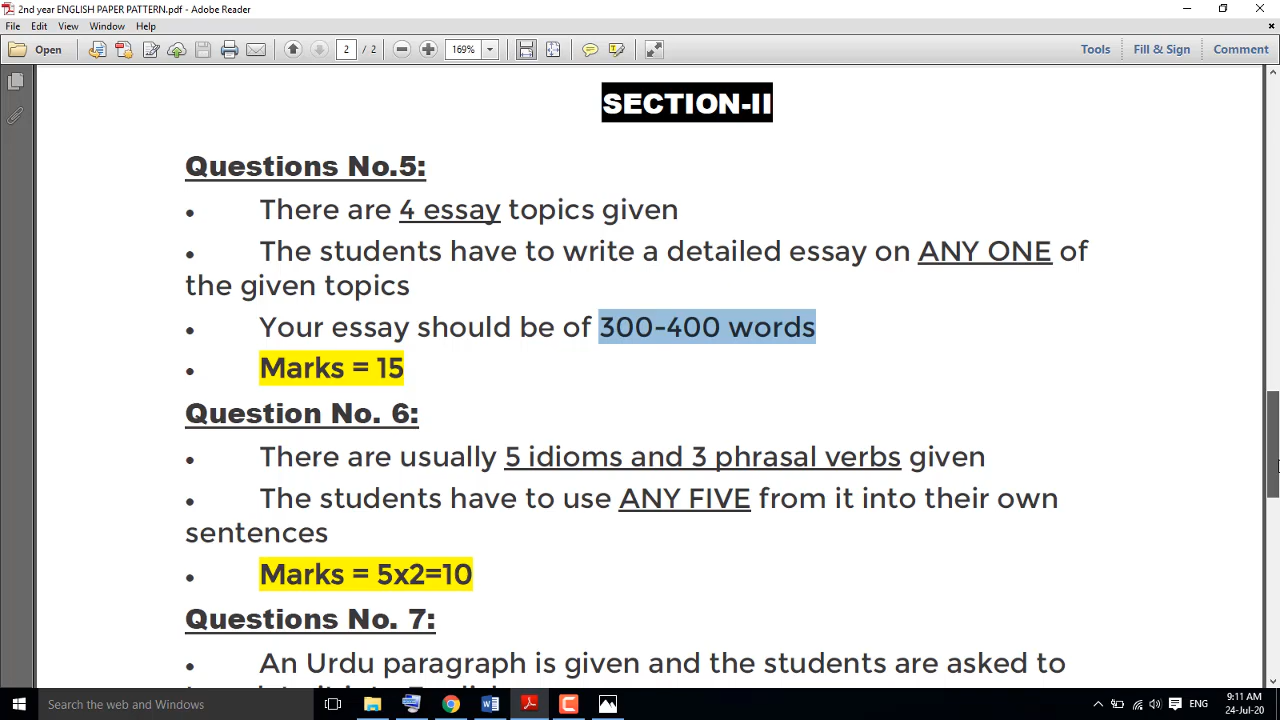 2nd year ENGLISH PAPER PATTERN.pdf - Adobe Reader
File Edit View Window Help
Open 2 / 2 169% Tools Fill & Sign Comment
SECTION-II
Questions No.5:
• There are 4 essay topics given
• The students have to write a detailed essay on ANY ONE of
the given topics
• Your essay should be of 300-400 words
• Marks = 15
Question No. 6:
• There are usually 5 idioms and 3 phrasal verbs given
• The students have to use ANY FIVE from it into their own
sentences
• Marks = 5x2=10
Questions No. 7:
• An Urdu paragraph is given and the students are asked to
Search the web and Windows
ENG
9:11 AM
24-Jul-20